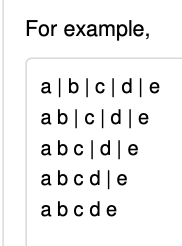 For example,
a | b | c | d | e
a b | c | d | e
a b c | d | e
a b c d | e
a b c d e